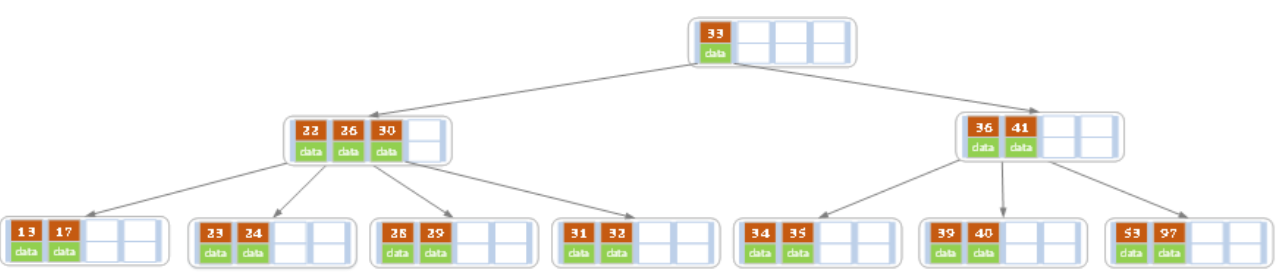 33
data
22 26 30
data data data
36 41
data data
13 17
data data
23 24
data data
28 29
data data
31 32
data data
34 35
data data
39 40
data data
53 97
data data